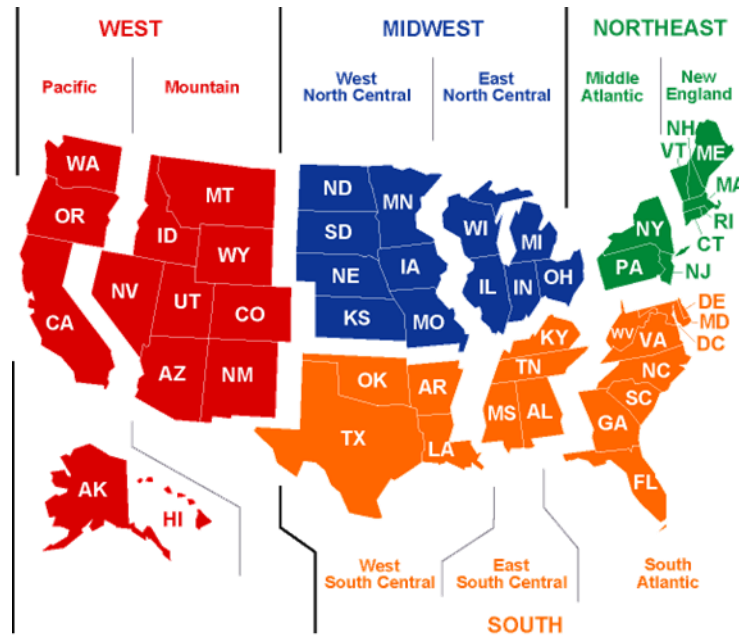 WEST
MIDWEST
NORTHEAST
Pacific
Mountain
West
North Central
East
North Central
Middle
Atlantic
New
England
WA
OR
CA
MT
ID
WY
NV
UT
CO
AZ
NM
AK
HI
ND
SD
NE
KS
MN
IA
MO
WI
MI
IL
IN
OH
NH
VT
ME
MA
RI
CT
NY
PA
NJ
DE
MD
DC
WV
VA
NC
SC
GA
FL
KY
TN
MS
AL
OK
AR
TX
LA
West
South Central
East
South Central
South
Atlantic
SOUTH